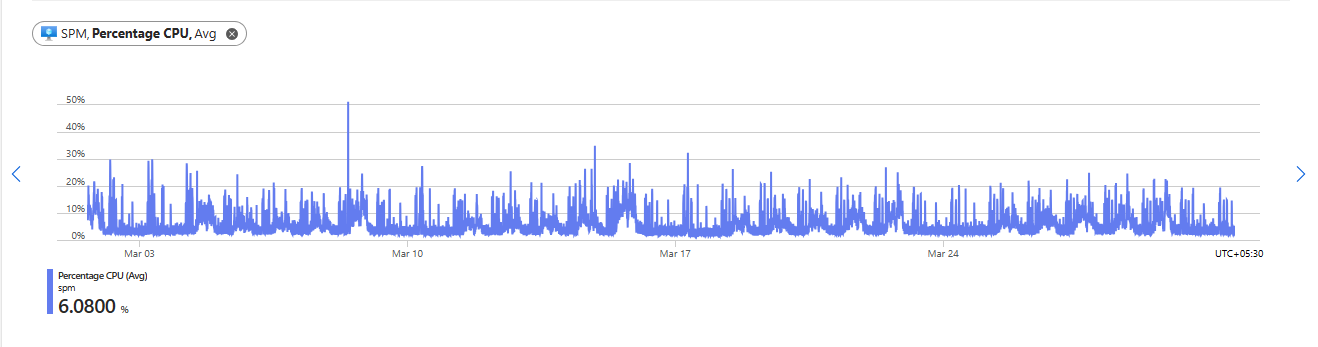 SPM, Percentage CPU, Avg
50%
40%
30%
20%
10%
0%
Mar 03 Mar 10 Mar 17 Mar 24 UTC+05:30
Percentage CPU (Avg)
spm
6.0800 %